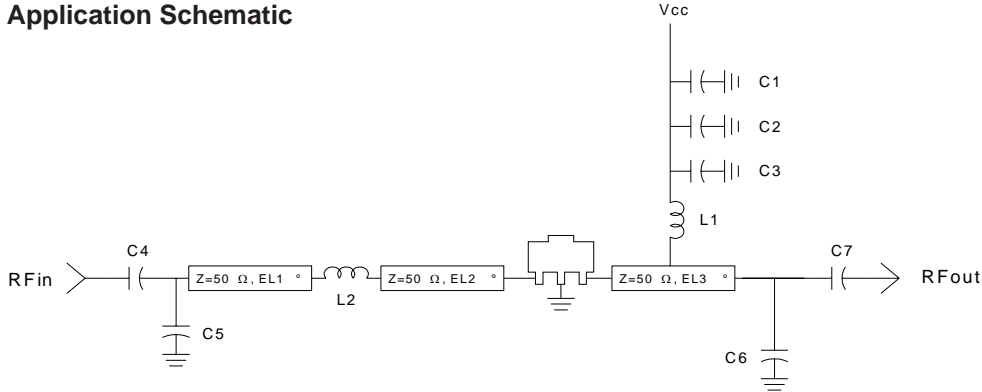 Application Schematic
Vcc
C1
C2
C3
L1
C4
C7
RFin
Z=50 Ω, EL1 °
L2
Z=50 Ω, EL2 °
Z=50 Ω, EL3 °
RFout
C5
C6